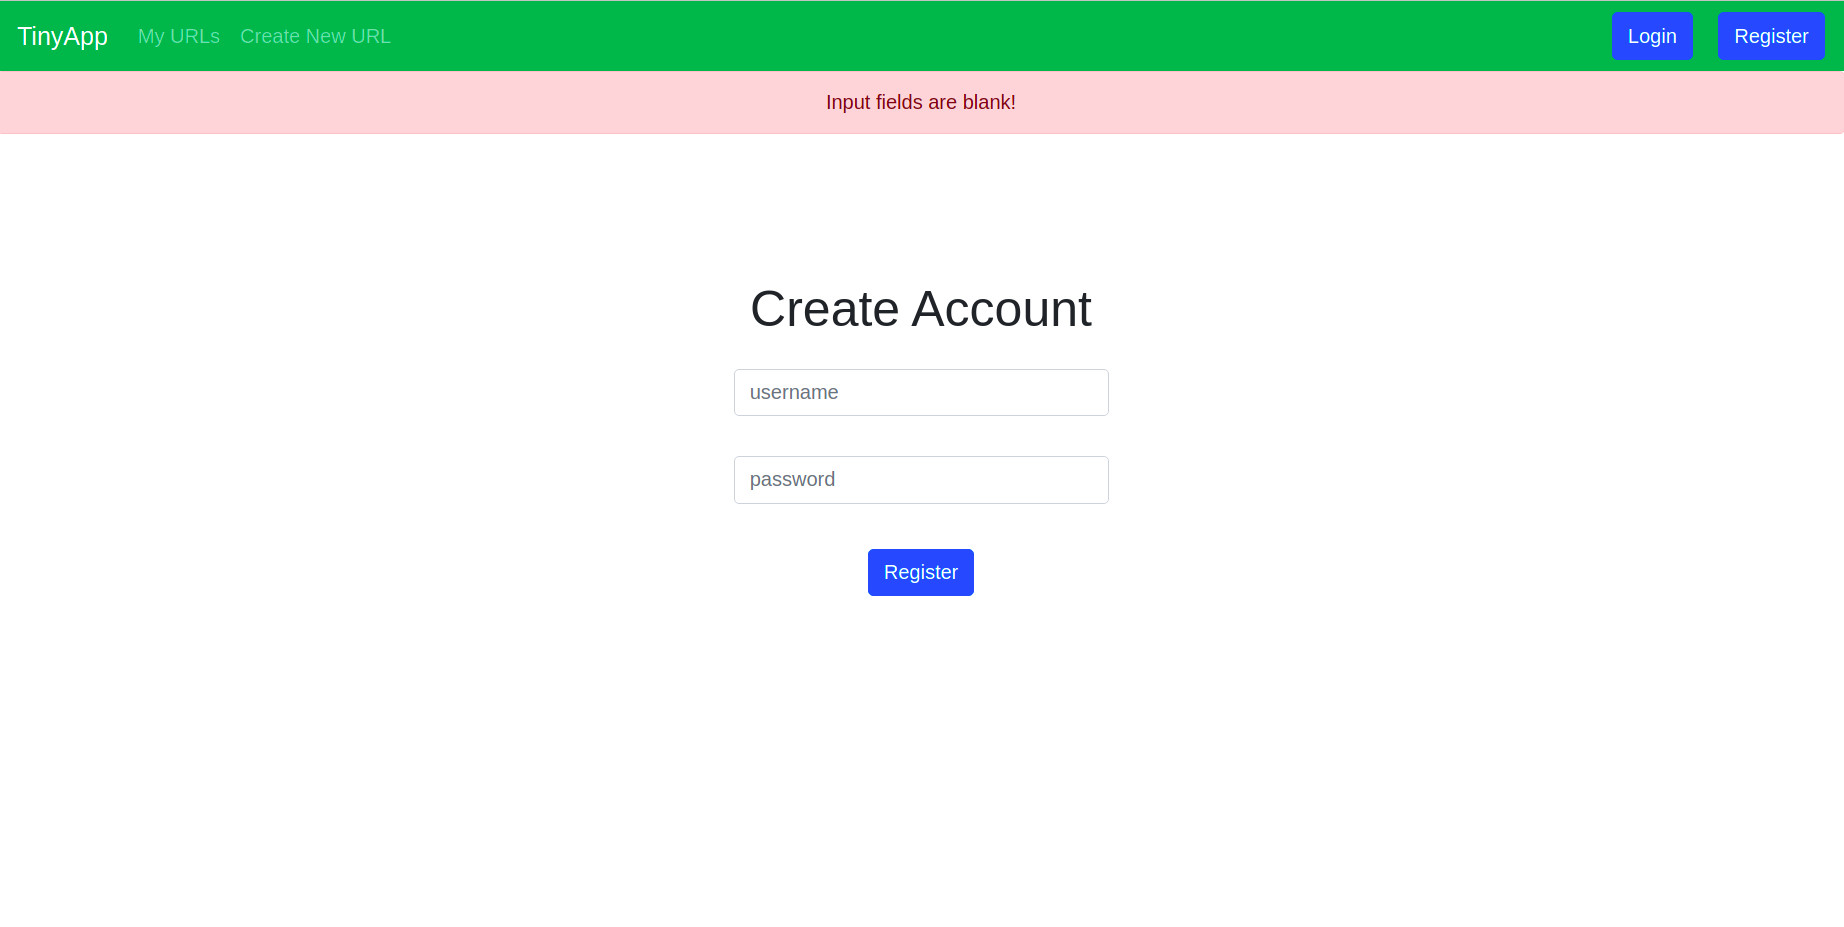 TinyApp My URLs Create New URL Login Register
Input fields are blank!
Create Account
username
password
Register